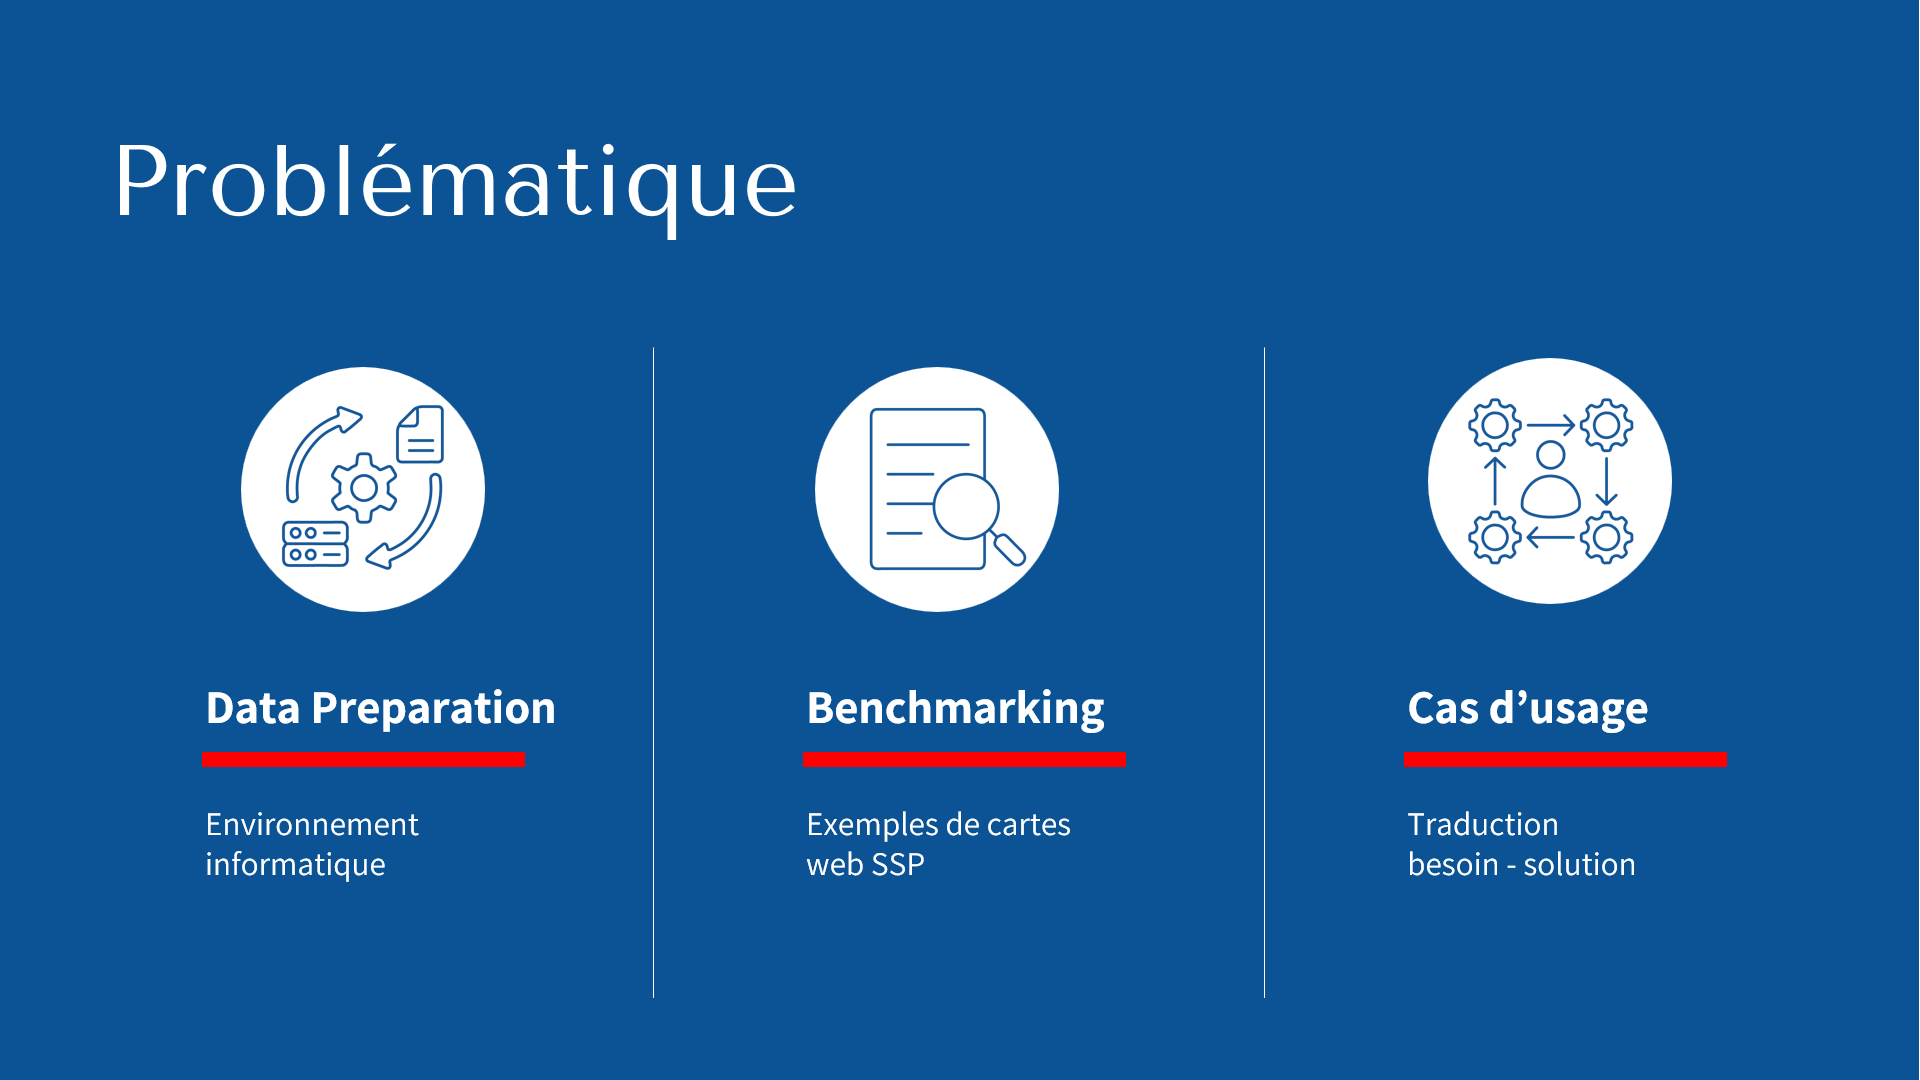 Problématique
Data Preparation
Environnement
informatique
Benchmarking
Exemples de cartes
web SSP
Cas d’usage
Traduction
besoin - solution